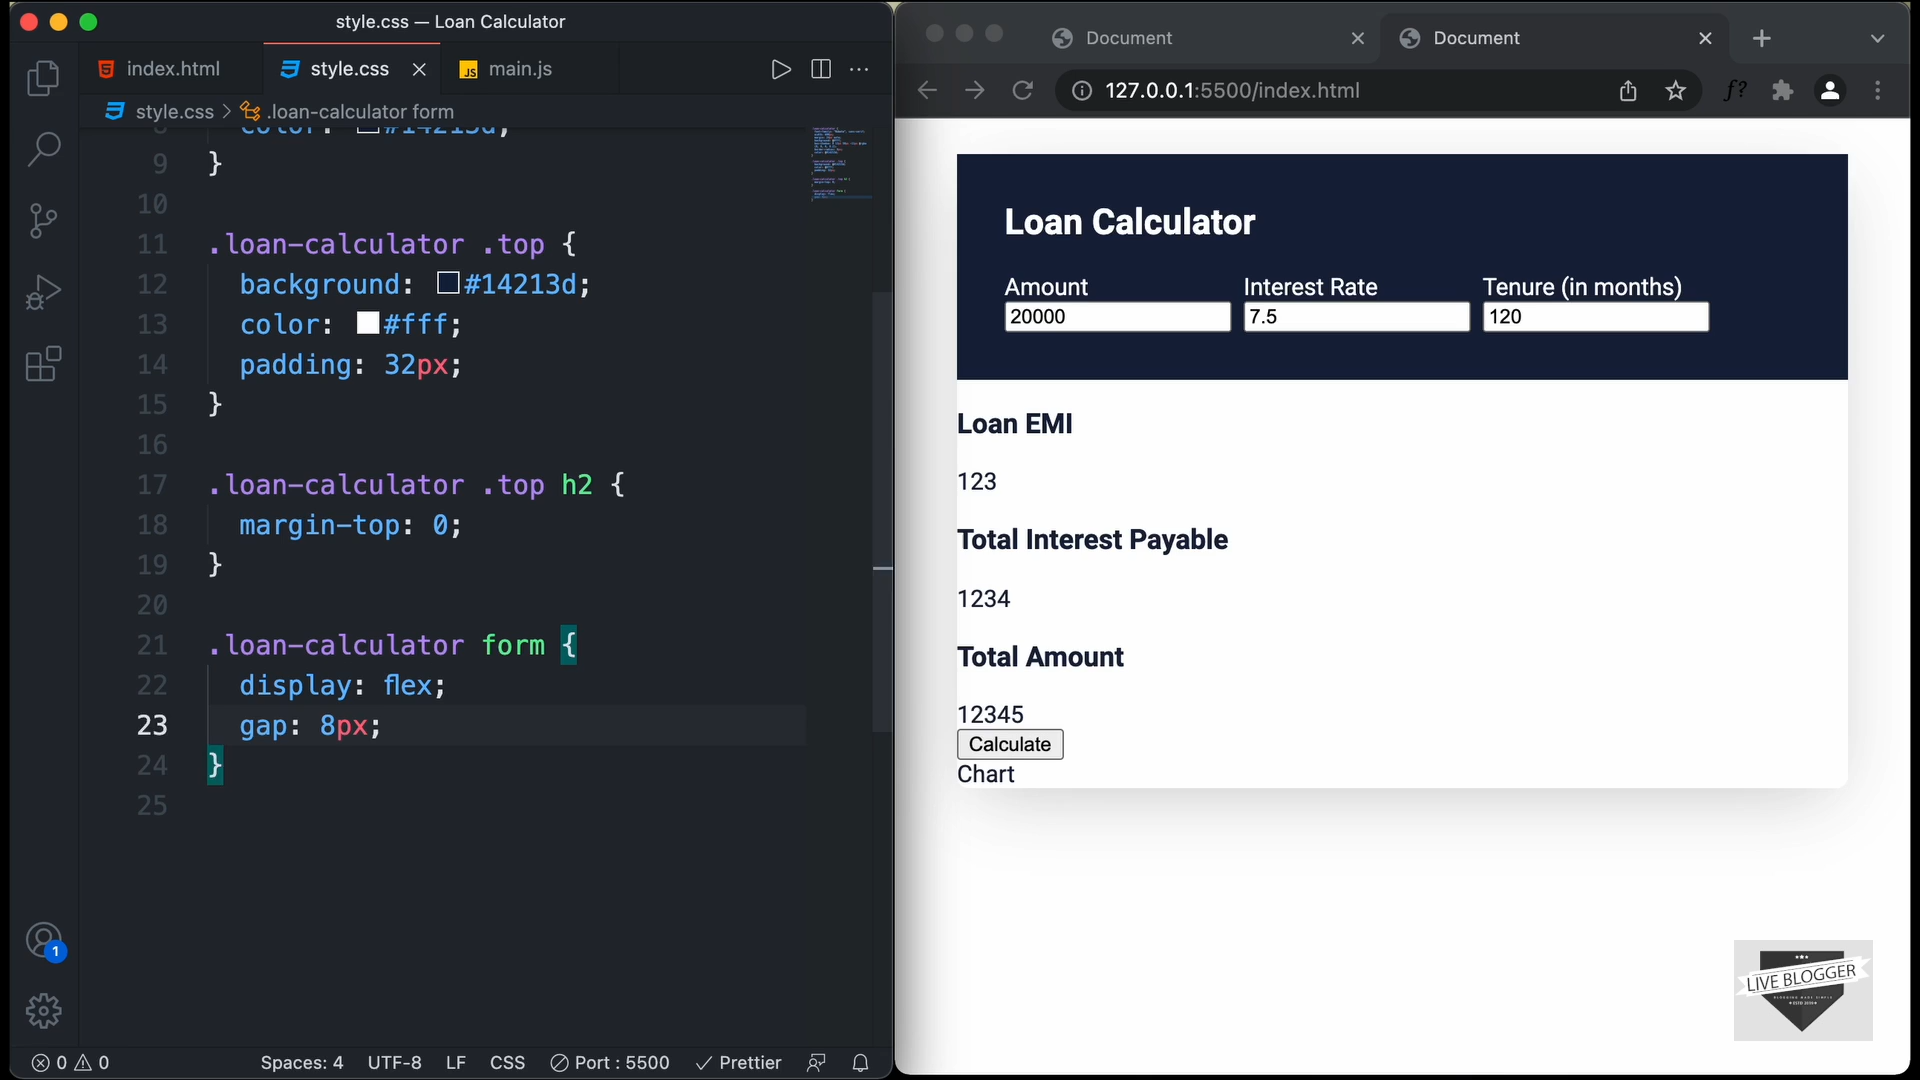 style.css — Loan Calculator
index.html
style.css
main.js
style.css > .loan-calculator form
8 color: #14213d;
9 }
10
11 .loan-calculator .top {
12 background: #14213d;
13 color: #fff;
14 padding: 32px;
15 }
16
17 .loan-calculator .top h2 {
18 margin-top: 0;
19 }
20
21 .loan-calculator form {
22 display: flex;
23 gap: 8px;
24 }
25
1
0 0
Spaces: 4
UTF-8
LF
CSS
Port : 5500
Prettier
Document
Document
127.0.0.1:5500/index.html
f?
Loan Calculator
Amount
Interest Rate
Tenure (in months)
20000
7.5
120
Loan EMI
123
Total Interest Payable
1234
Total Amount
12345
Calculate
Chart
LIVE BLOGGER